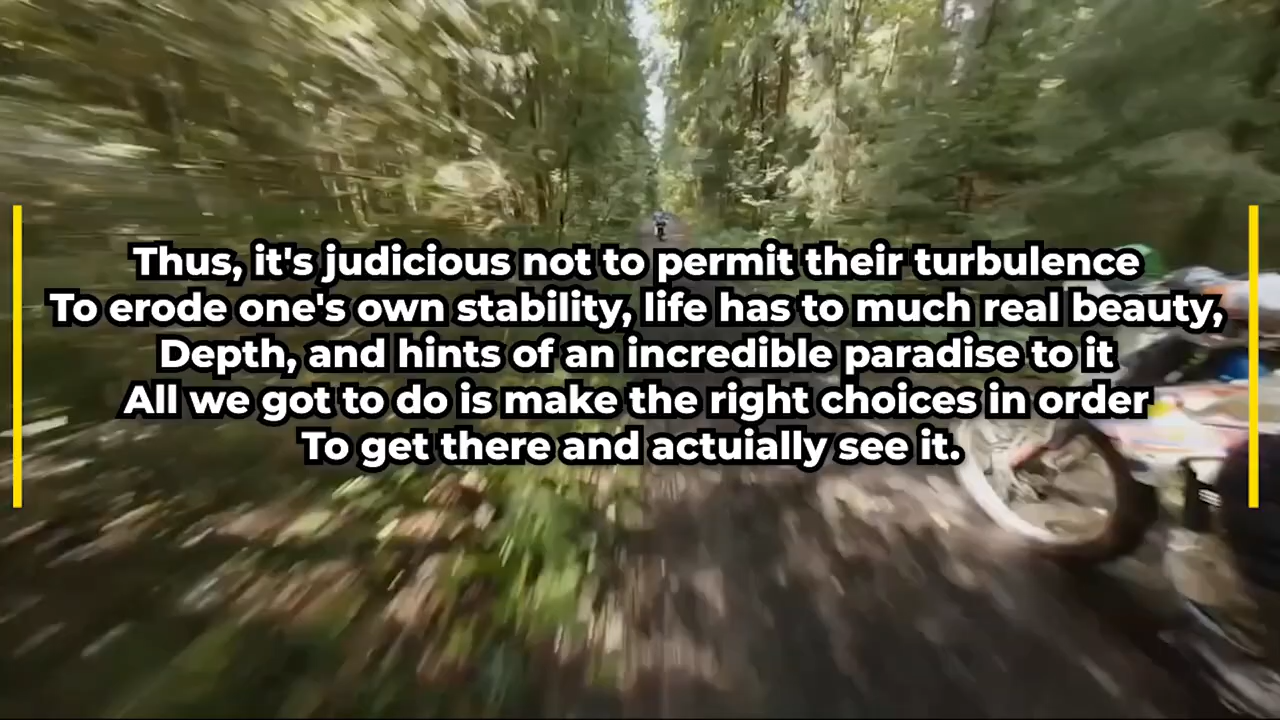 Thus, it's judicious not to permit their turbulence
To erode one's own stability, life has to much real beauty,
Depth, and hints of an incredible paradise to it
All we got to do is make the right choices in order
To get there and actuially see it.